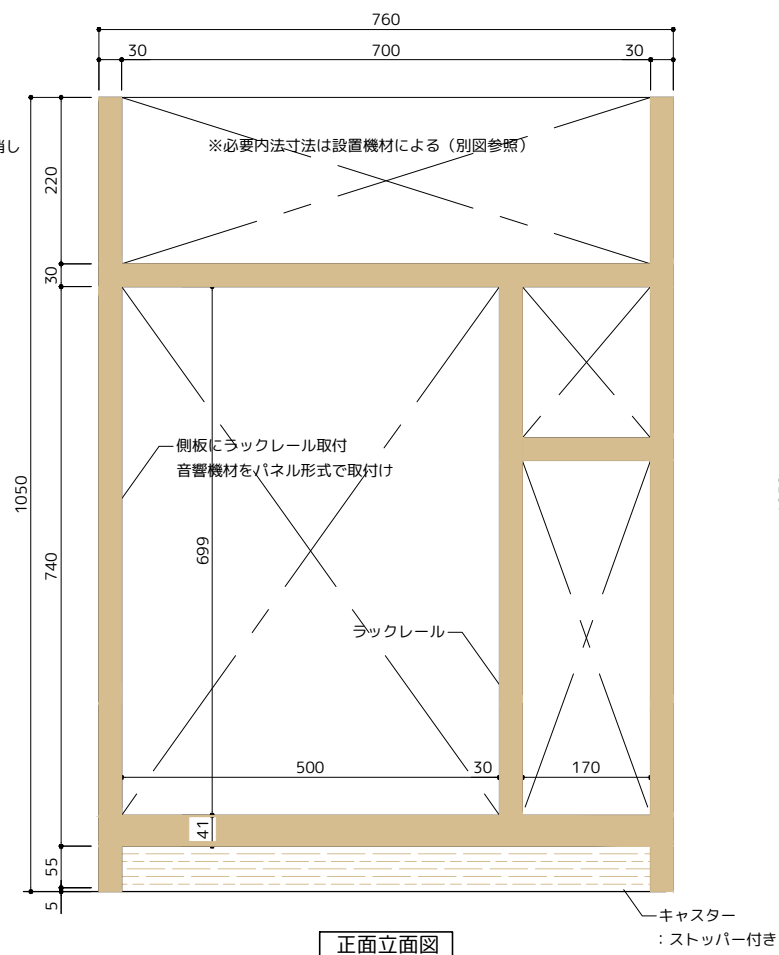 760
30
700
30
※必要内法寸法は設置機材による（別図参照）
220
30
側板にラックレール取付
音響機材をパネル形式で取付け
1050
740
699
ラックレール
500
30
170
41
55
5
キャスター
：ストッパー付き
正面立面図